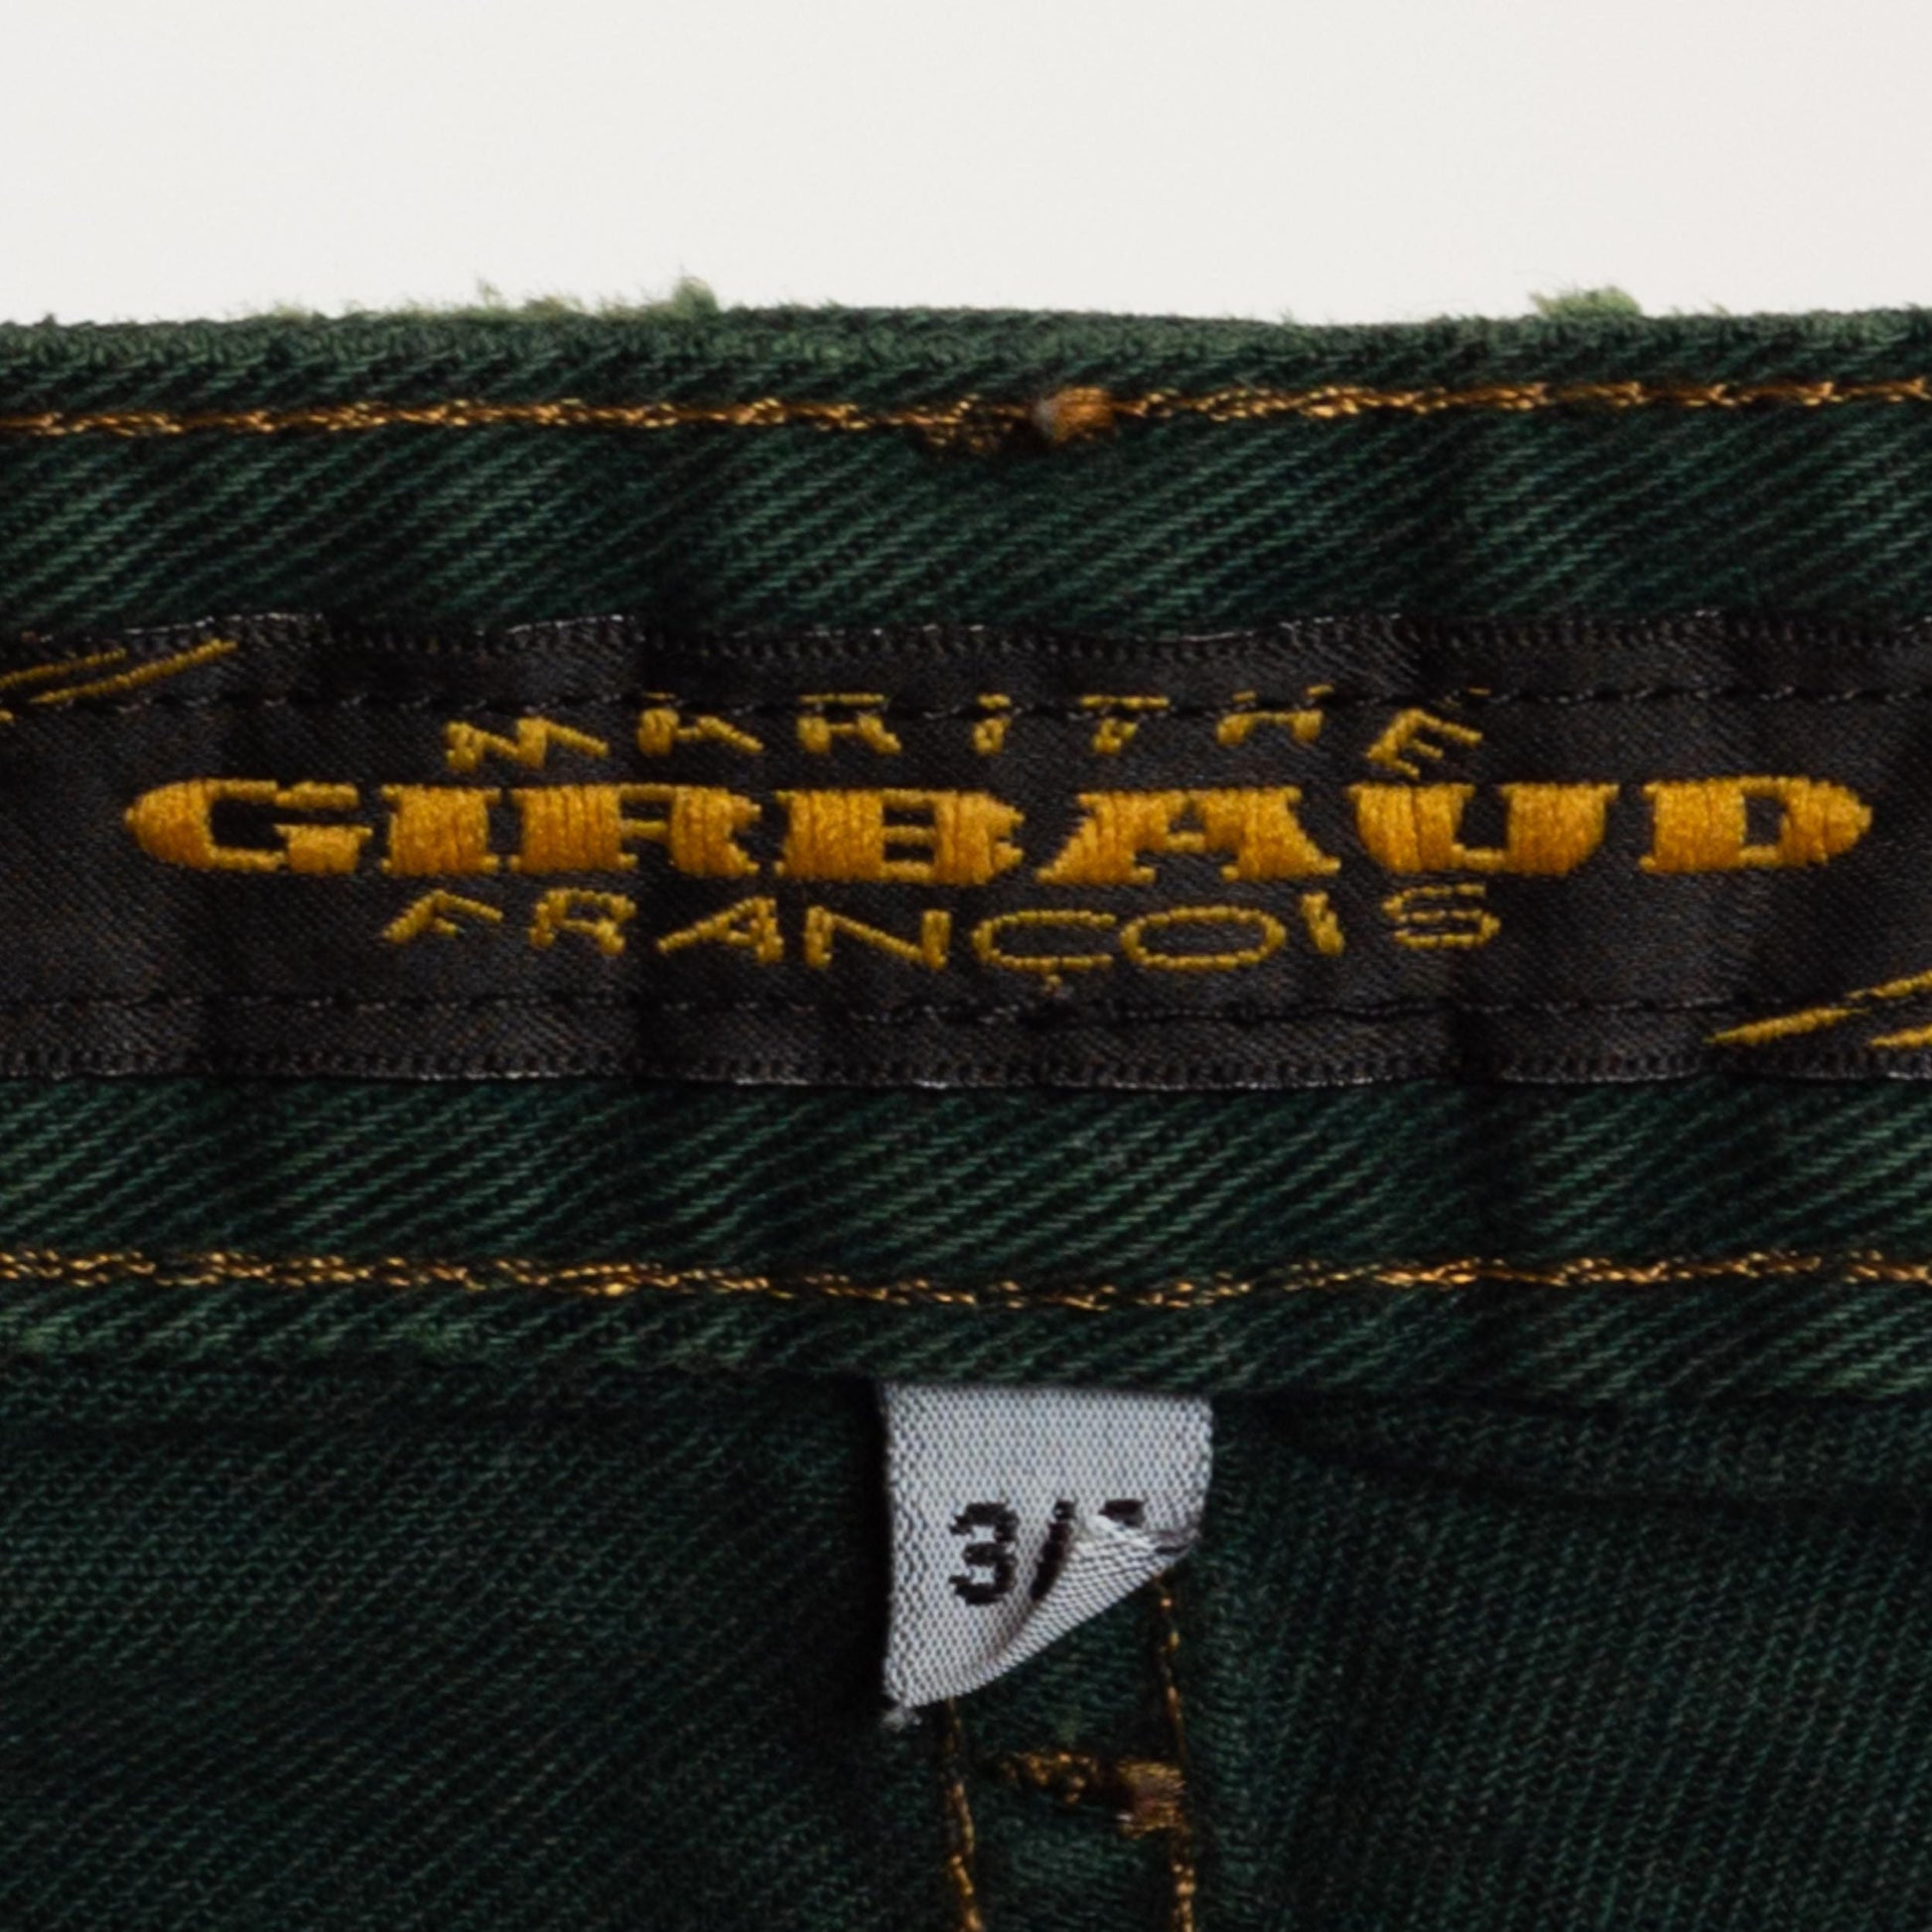 MARITHÉ
GIRBAUD
FRANÇOIS
3/